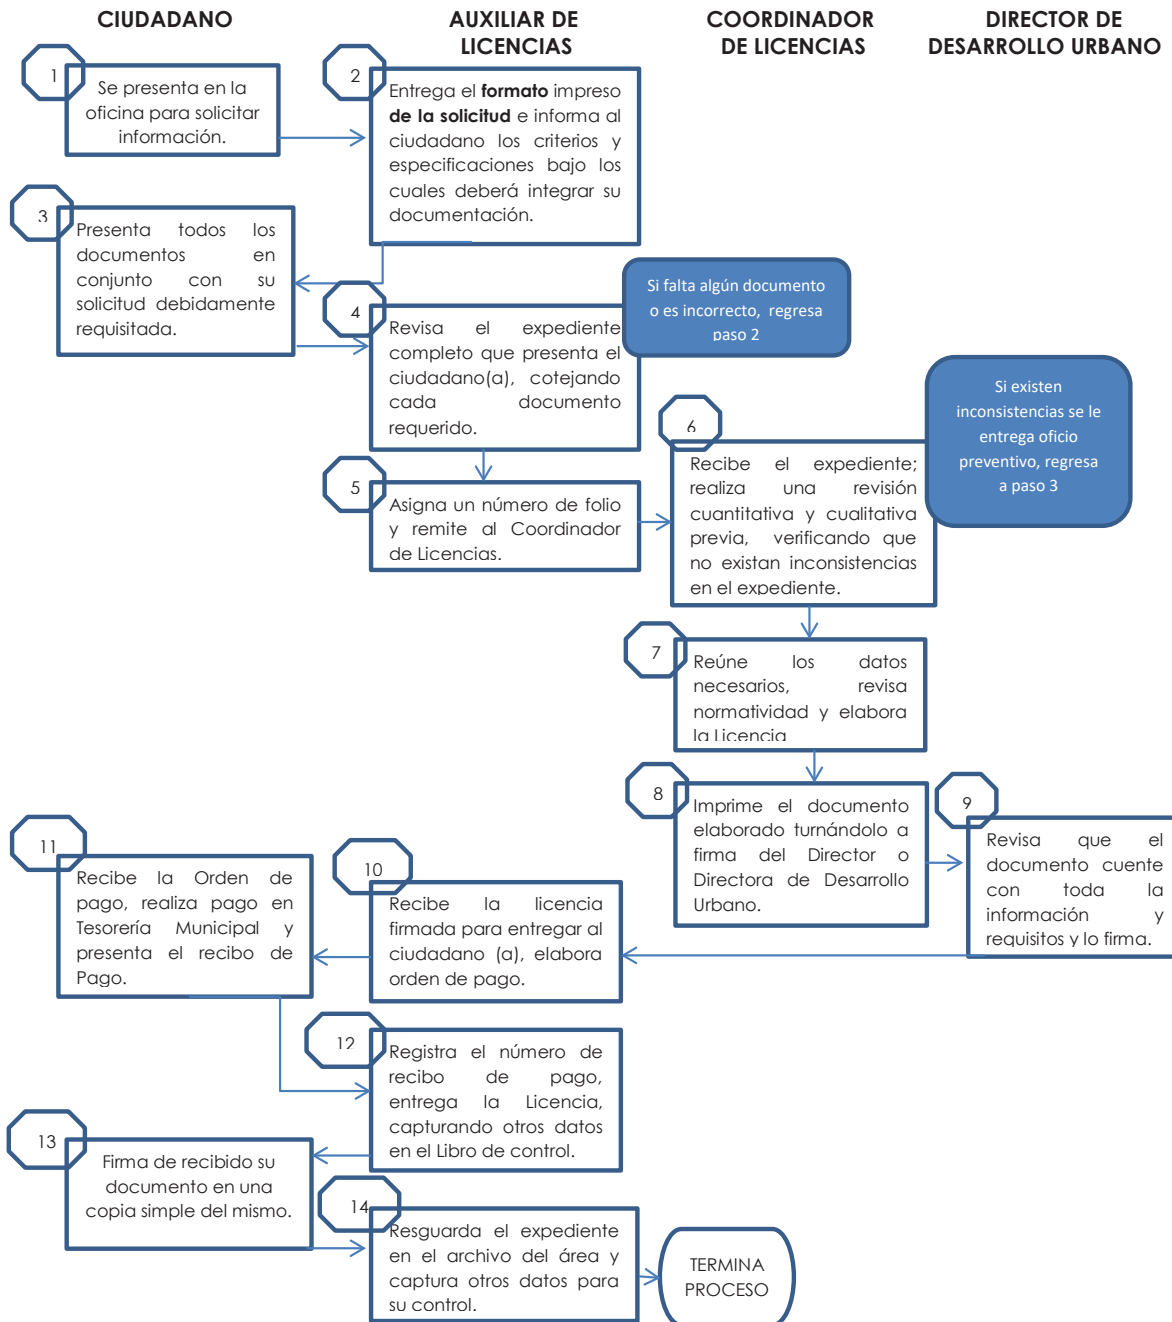 CIUDADANO
AUXILIAR DE
LICENCIAS
COORDINADOR
DE LICENCIAS
DIRECTOR DE
DESARROLLO URBANO
1
Se presenta en la
oficina para solicitar
información.
2
Entrega el formato impreso
de la solicitud e informa al
ciudadano los criterios y
especificaciones bajo los
cuales deberá integrar su
documentación.
3
Presenta todos los
documentos en
conjunto con su
solicitud debidamente
requisitada.
4
Revisa el expediente
completo que presenta el
ciudadano(a), cotejando
cada documento
requerido.
Si falta algún documento
o es incorrecto, regresa
paso 2
5
Asigna un número de folio
y remite al Coordinador
de Licencias.
6
Recibe el expediente;
realiza una revisión
cuantitativa y cualitativa
previa, verificando que
no existan inconsistencias
en el expediente.
Si existen
inconsistencias se le
entrega oficio
preventivo, regresa
a paso 3
7
Reúne los datos
necesarios, revisa
normatividad y elabora
la Licencia
8
Imprime el documento
elaborado turnándolo a
firma del Director o
Directora de Desarrollo
Urbano.
9
Revisa que el
documento cuente
con toda la
información y
requisitos y lo firma.
10
Recibe la licencia
firmada para entregar al
ciudadano (a), elabora
orden de pago.
11
Recibe la Orden de
pago, realiza pago en
Tesorería Municipal y
presenta el recibo de
Pago.
12
Registra el número de
recibo de pago,
entrega la Licencia,
capturando otros datos
en el Libro de control.
13
Firma de recibido su
documento en una
copia simple del mismo.
14
Resguarda el expediente
en el archivo del área y
captura otros datos para
su control.
TERMINA
PROCESO